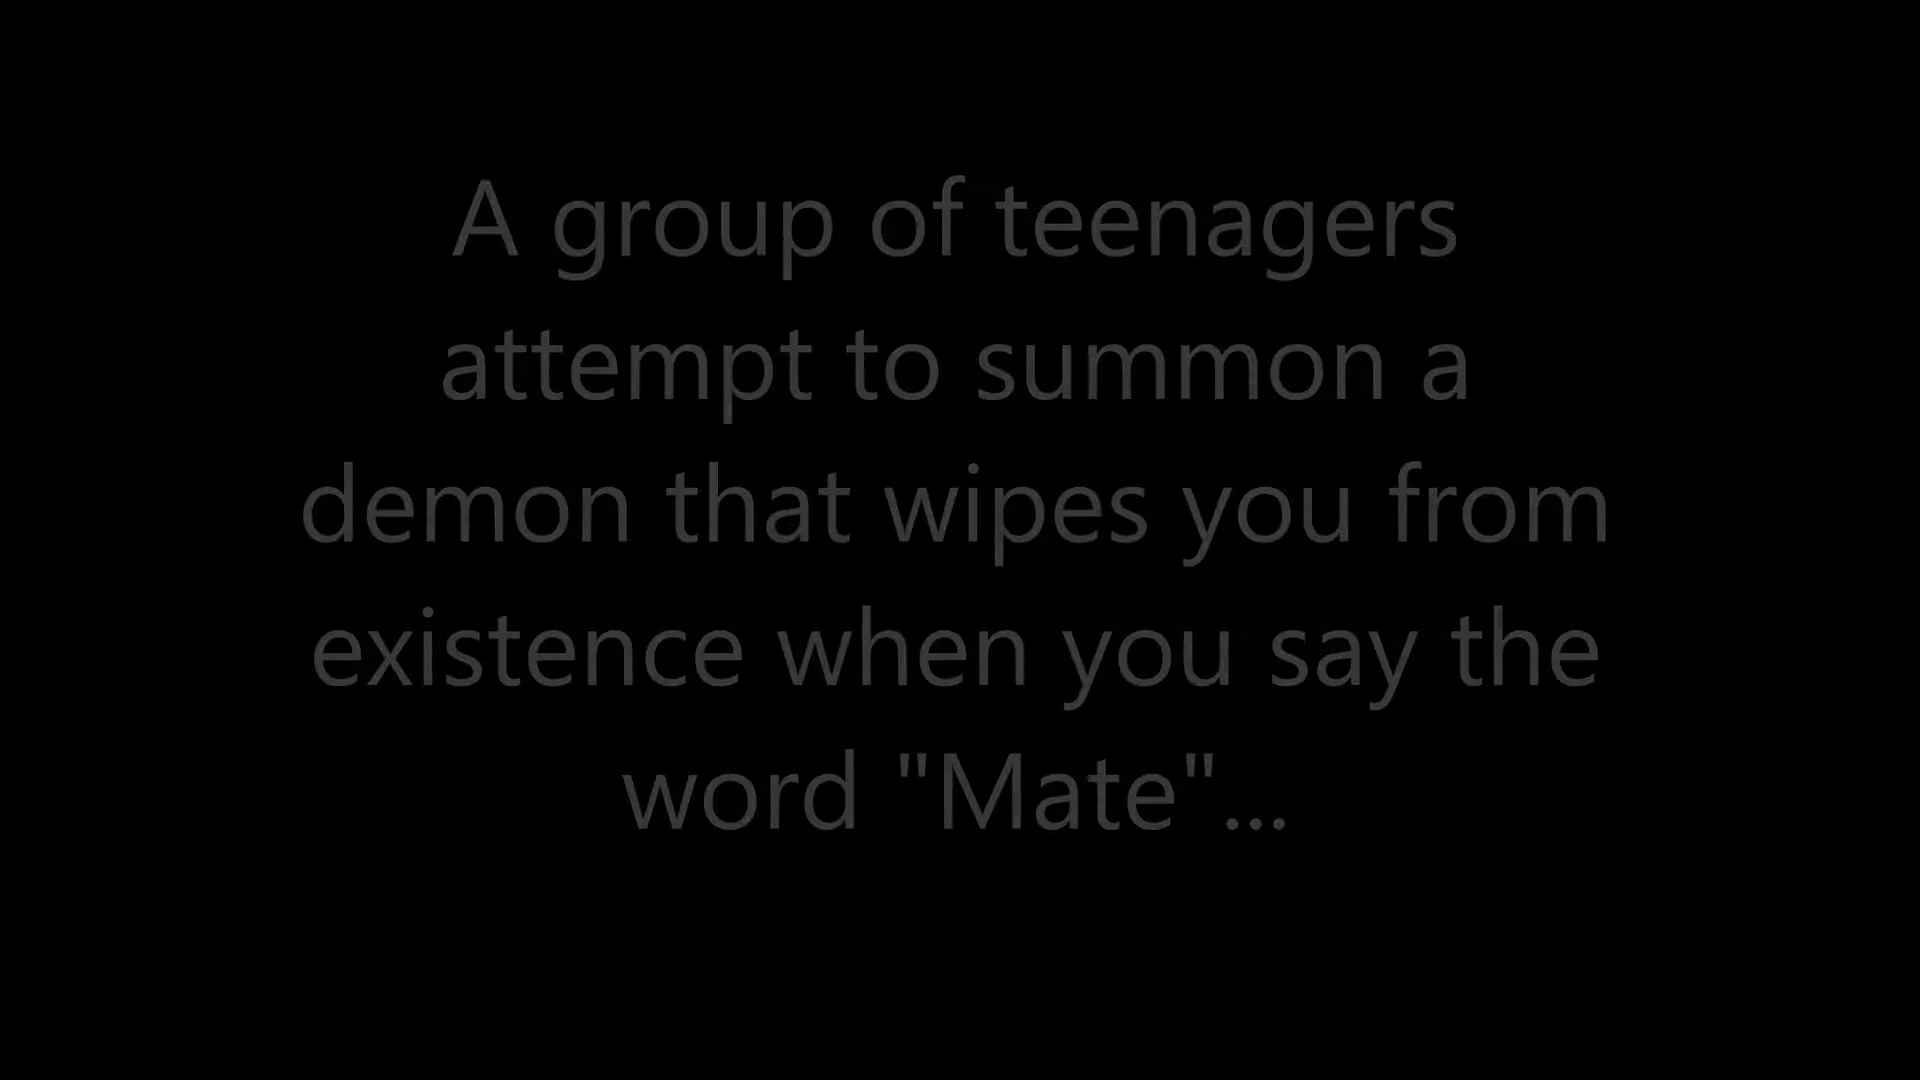 A group of teenagers
attempt to summon a
demon that wipes you from
existence when you say the
word "Mate"...